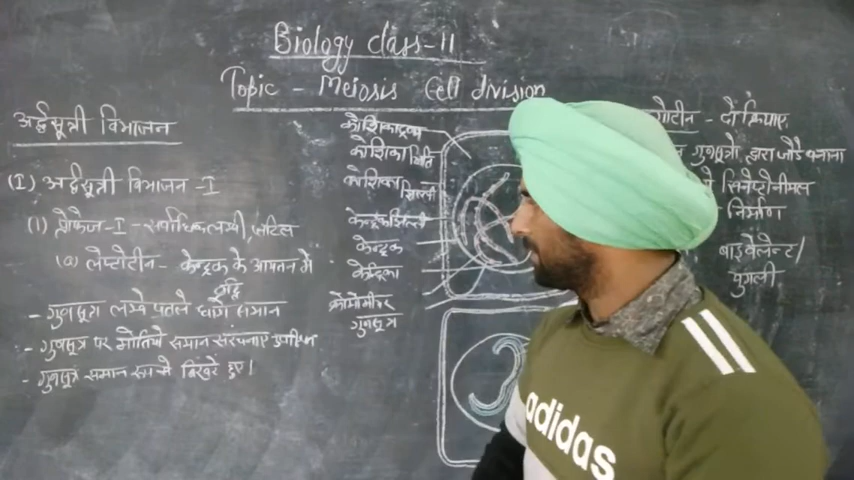 Biology class-11
Topic - Meiosis Cell division
अर्द्धसूत्री विभाजन
(I) अर्द्धसूत्री विभाजन - I
(1) प्रोफेज-I - सर्वाधिक लम्बी, जटिल
(a) लेप्टोटीन - केन्द्रक के आयतन मे
वृद्धि
- गुणसूत्र लम्बे पतले धागे समान
- गुणसूत्र पर मोतियो समान संरचनाए
- गुणसूत्र समान रूप से बिखरे हुए।
कोशिकाद्रव्य
कोशिका भित्ति
कोशिका झिल्ली
केन्द्रक झिल्ली
केन्द्रक
केन्द्रिका
क्रोमोमीयर
गुणसूत्र
- दो क्रियाए
गुणसूत्रो द्वारा जोडे बनाना
सिनेप्टोनीमल
- निर्माण
बाइवेलेन्ट/
युगली
adidas